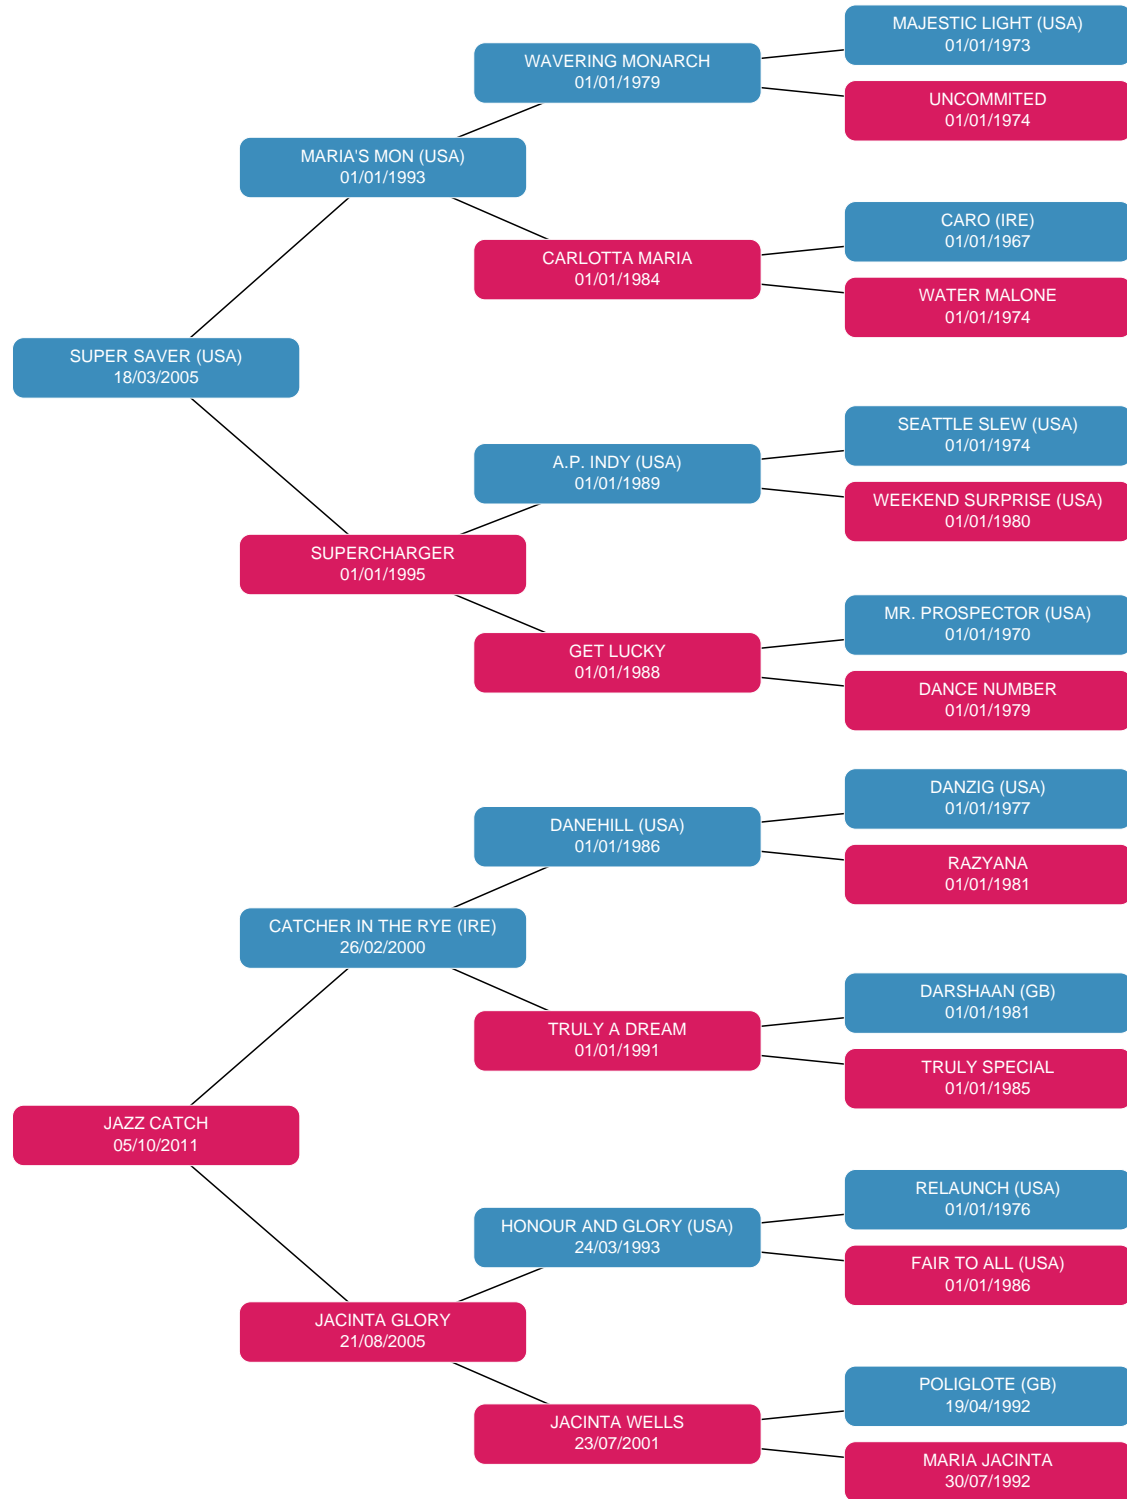 MAJESTIC LIGHT (USA)
01/01/1973
WAVERING MONARCH
01/01/1979
UNCOMMITED
01/01/1974
MARIA'S MON (USA)
01/01/1993
CARO (IRE)
01/01/1967
CARLOTTA MARIA
01/01/1984
WATER MALONE
01/01/1974
SUPER SAVER (USA)
18/03/2005
SEATTLE SLEW (USA)
01/01/1974
A.P. INDY (USA)
01/01/1989
WEEKEND SURPRISE (USA)
01/01/1980
SUPERCHARGER
01/01/1995
MR. PROSPECTOR (USA)
01/01/1970
GET LUCKY
01/01/1988
DANCE NUMBER
01/01/1979
DANZIG (USA)
01/01/1977
DANEHILL (USA)
01/01/1986
RAZYANA
01/01/1981
CATCHER IN THE RYE (IRE)
26/02/2000
DARSHAAN (GB)
01/01/1981
TRULY A DREAM
01/01/1991
TRULY SPECIAL
01/01/1985
JAZZ CATCH
05/10/2011
RELAUNCH (USA)
01/01/1976
HONOUR AND GLORY (USA)
24/03/1993
FAIR TO ALL (USA)
01/01/1986
JACINTA GLORY
21/08/2005
POLIGLOTE (GB)
19/04/1992
JACINTA WELLS
23/07/2001
MARIA JACINTA
30/07/1992